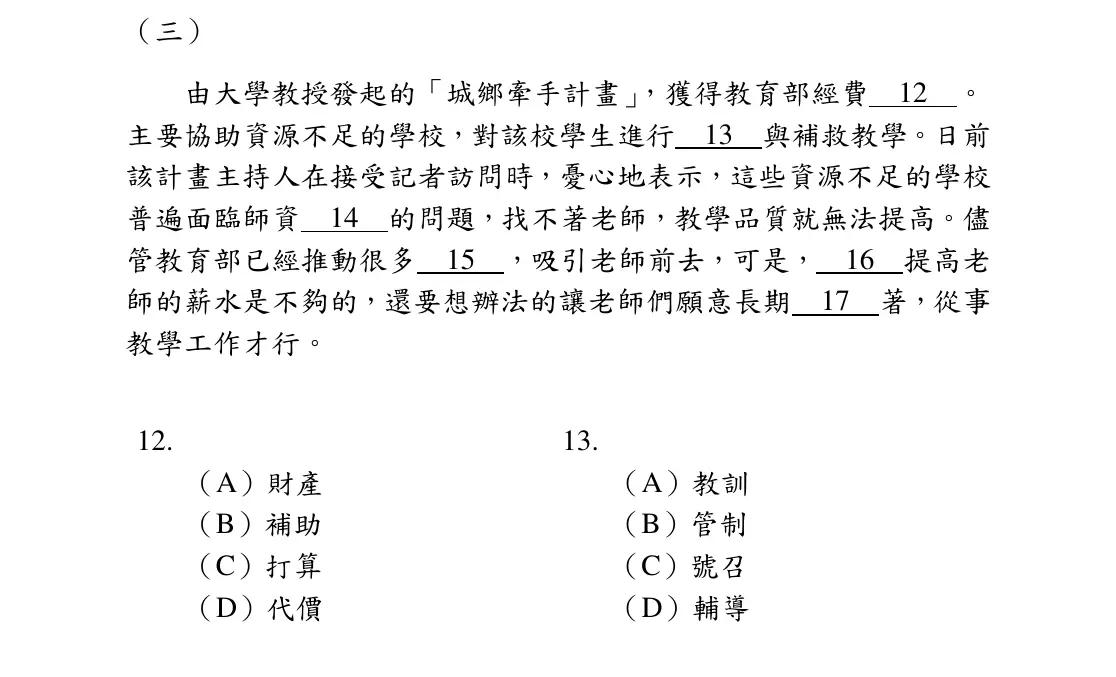 （三）
由大學教授發起的「城鄉牽手計畫」，獲得教育部經費 12 。
主要協助資源不足的學校，對該校學生進行 13 與補救教學。日前
該計畫主持人在接受記者訪問時，憂心地表示，這些資源不足的學校
普遍面臨師資 14 的問題，找不著老師，教學品質就無法提高。儘
管教育部已經推動很多 15 ，吸引老師前去，可是， 16 提高老
師的薪水是不夠的，還要想辦法的讓老師們願意長期 17 著，從事
教學工作才行。
12.
（A）財產
（B）補助
（C）打算
（D）代價
13.
（A）教訓
（B）管制
（C）號召
（D）輔導